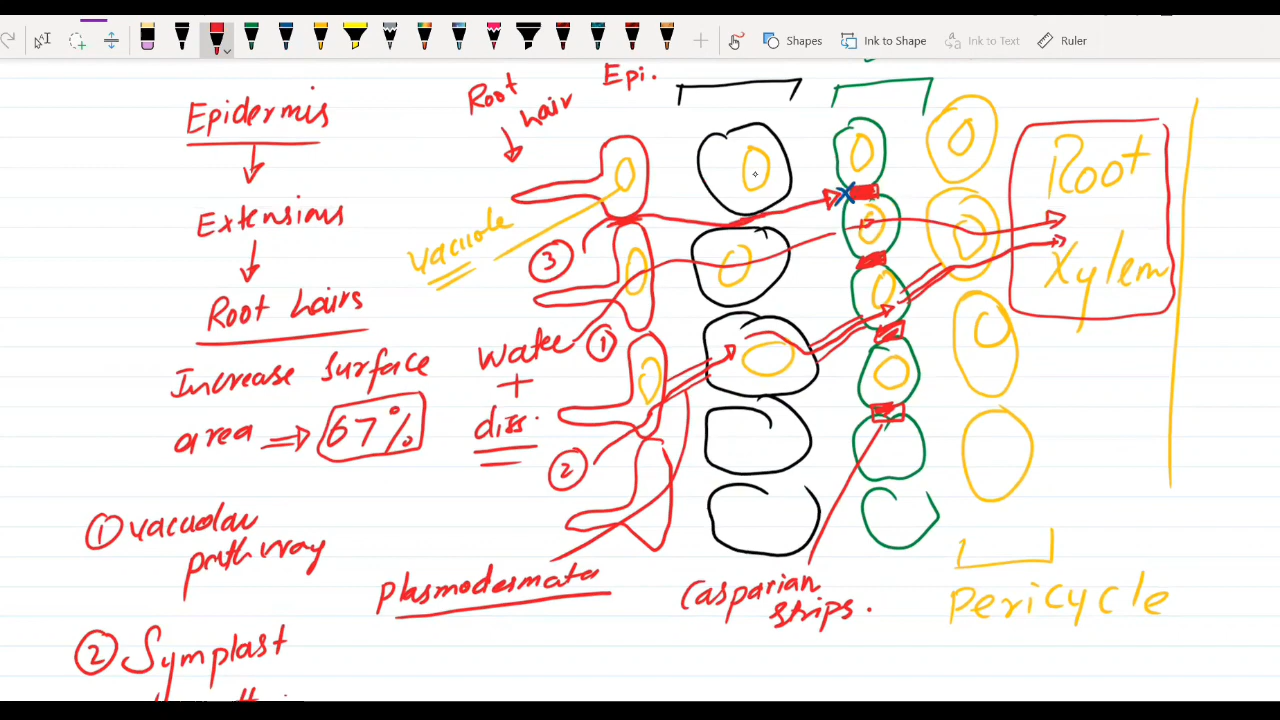 Shapes
Ink to Shape
Ink to Text
Ruler
Epidermis
Extensions
Root hairs
Increase surface
area ⇒ 67%
① vacuolar
pathway
② Symplast
Root
hair
Epi.
vacuole
③
Water ①
+
diss.
②
Plasmodesmata
Casparian
strips.
Root
Xylem
Pericycle